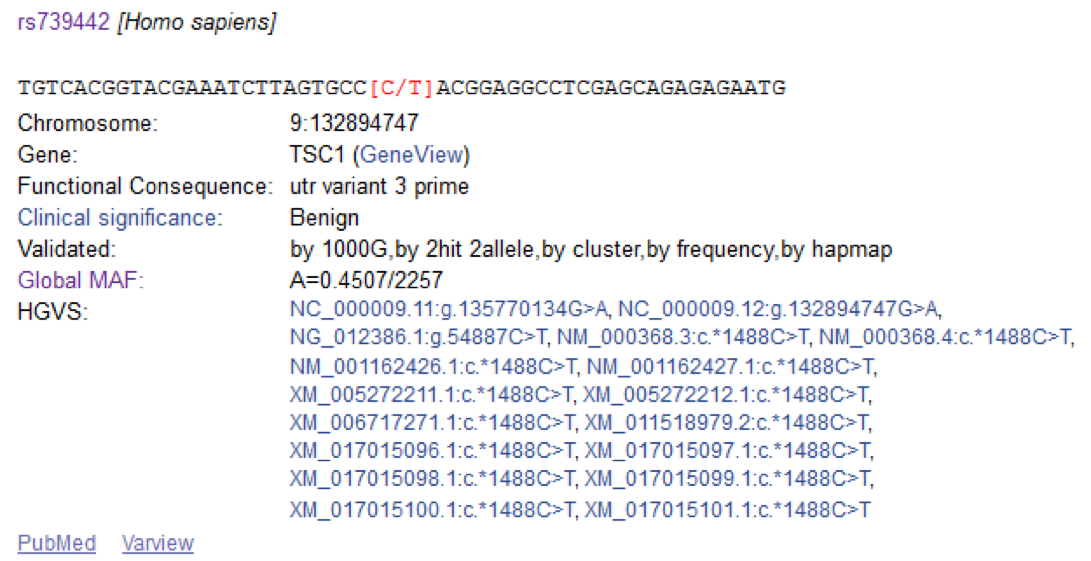 rs739442 [Homo sapiens]
TGTCACGGTACGAAATCTTAGTGCC[C/T]ACGGAGGCCTCGAGCAGAGAGAATG
Chromosome: 9:132894747
Gene: TSC1 (GeneView)
Functional Consequence: utr variant 3 prime
Clinical significance: Benign
Validated: by 1000G,by 2hit 2allele,by cluster,by frequency,by hapmap
Global MAF: A=0.4507/2257
HGVS: NC_000009.11:g.135770134G>A, NC_000009.12:g.132894747G>A,
NG_012386.1:g.54887C>T, NM_000368.3:c.*1488C>T, NM_000368.4:c.*1488C>T,
NM_001162426.1:c.*1488C>T, NM_001162427.1:c.*1488C>T,
XM_005272211.1:c.*1488C>T, XM_005272212.1:c.*1488C>T,
XM_006717271.1:c.*1488C>T, XM_011518979.2:c.*1488C>T,
XM_017015096.1:c.*1488C>T, XM_017015097.1:c.*1488C>T,
XM_017015098.1:c.*1488C>T, XM_017015099.1:c.*1488C>T,
XM_017015100.1:c.*1488C>T, XM_017015101.1:c.*1488C>T
PubMed Varview